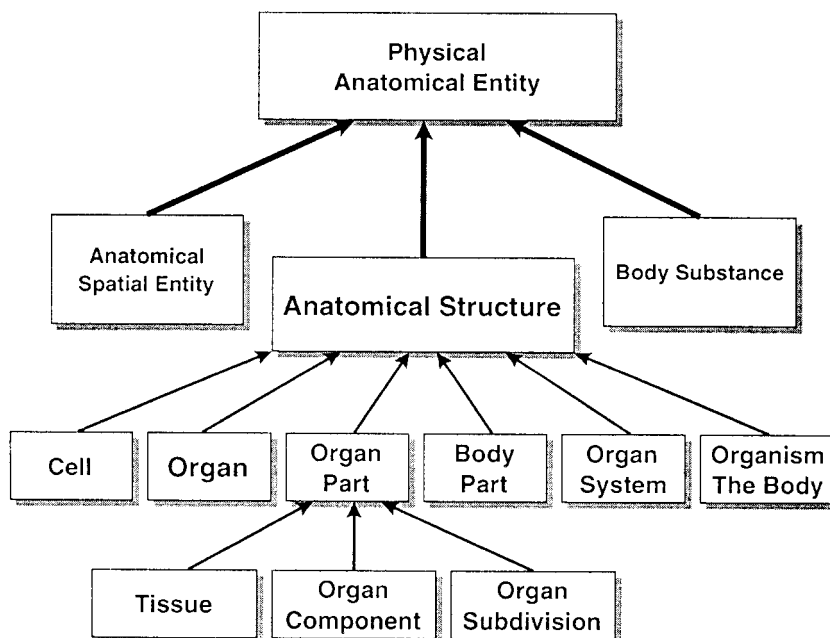 Physical
Anatomical Entity
Anatomical
Spatial Entity
Anatomical Structure
Body Substance
Cell
Organ
Organ
Part
Body
Part
Organ
System
Organism
The Body
Tissue
Organ
Component
Organ
Subdivision